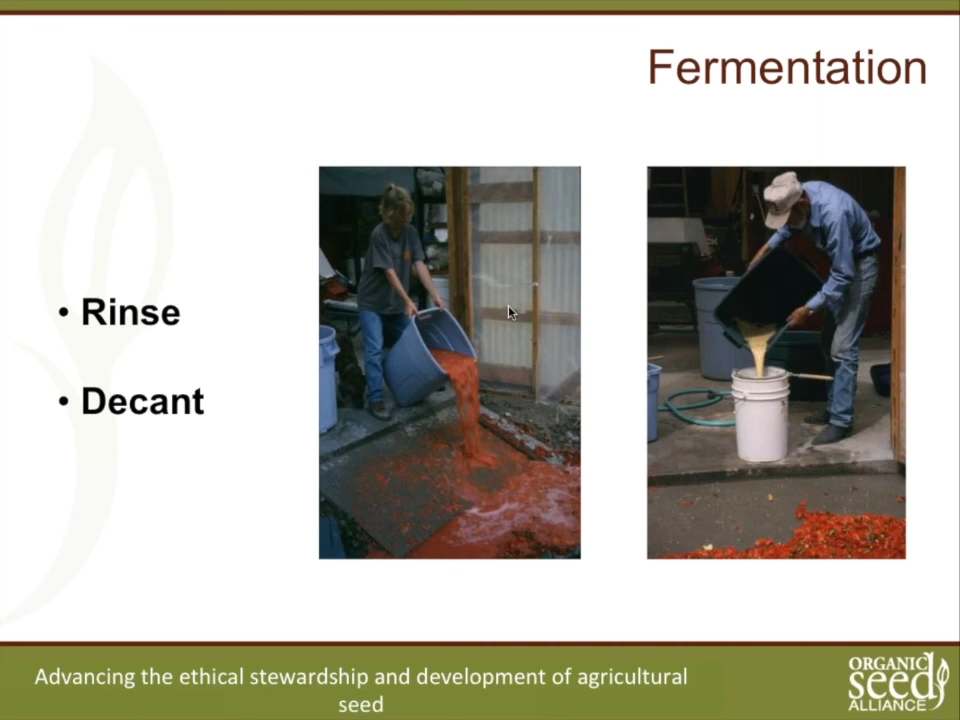 Fermentation
• Rinse
• Decant
Advancing the ethical stewardship and development of agricultural
seed
ORGANIC
seed
ALLIANCE